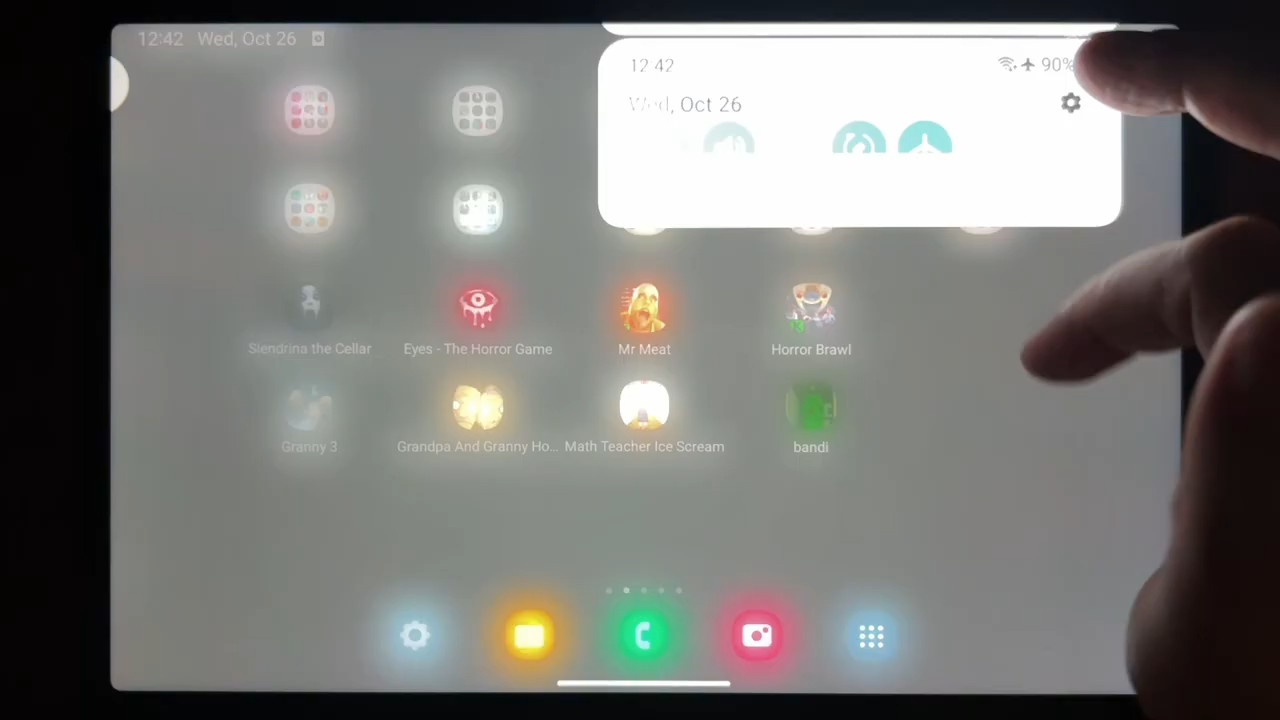 12:42 Wed, Oct 26
12:42
90%
Wed, Oct 26
Slendrina the Cellar
Eyes - The Horror Game
Mr Meat
Horror Brawl
Granny 3
Grandpa And Granny Ho...
Math Teacher Ice Scream
bandi